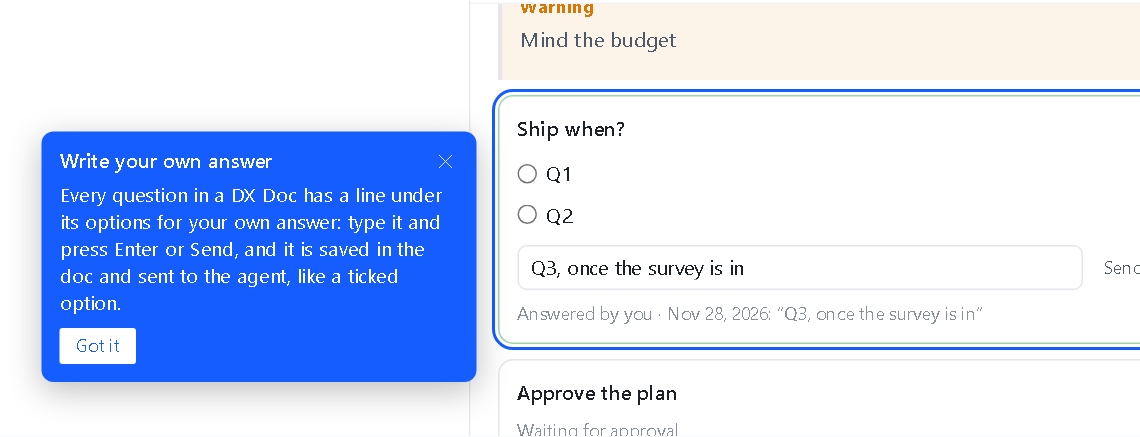 Warning
Mind the budget
Write your own answer
Every question in a DX Doc has a line under
its options for your own answer: type it and
press Enter or Send, and it is saved in the
doc and sent to the agent, like a ticked
option.
Got it
Ship when?
Q1
Q2
Q3, once the survey is in
Send
Answered by you · Nov 28, 2026: “Q3, once the survey is in”
Approve the plan
Waiting for approval